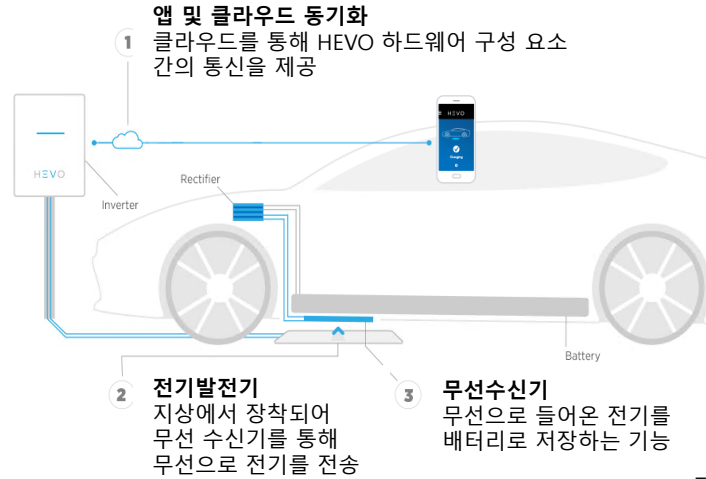 앱 및 클라우드 동기화
1 클라우드를 통해 HEVO 하드웨어 구성 요소
간의 통신을 제공
HEVO
Charging
HEVO
Inverter
Rectifier
Battery
2 전기발전기
지상에서 장착되어
무선 수신기를 통해
무선으로 전기를 전송
3 무선수신기
무선으로 들어온 전기를
배터리로 저장하는 기능